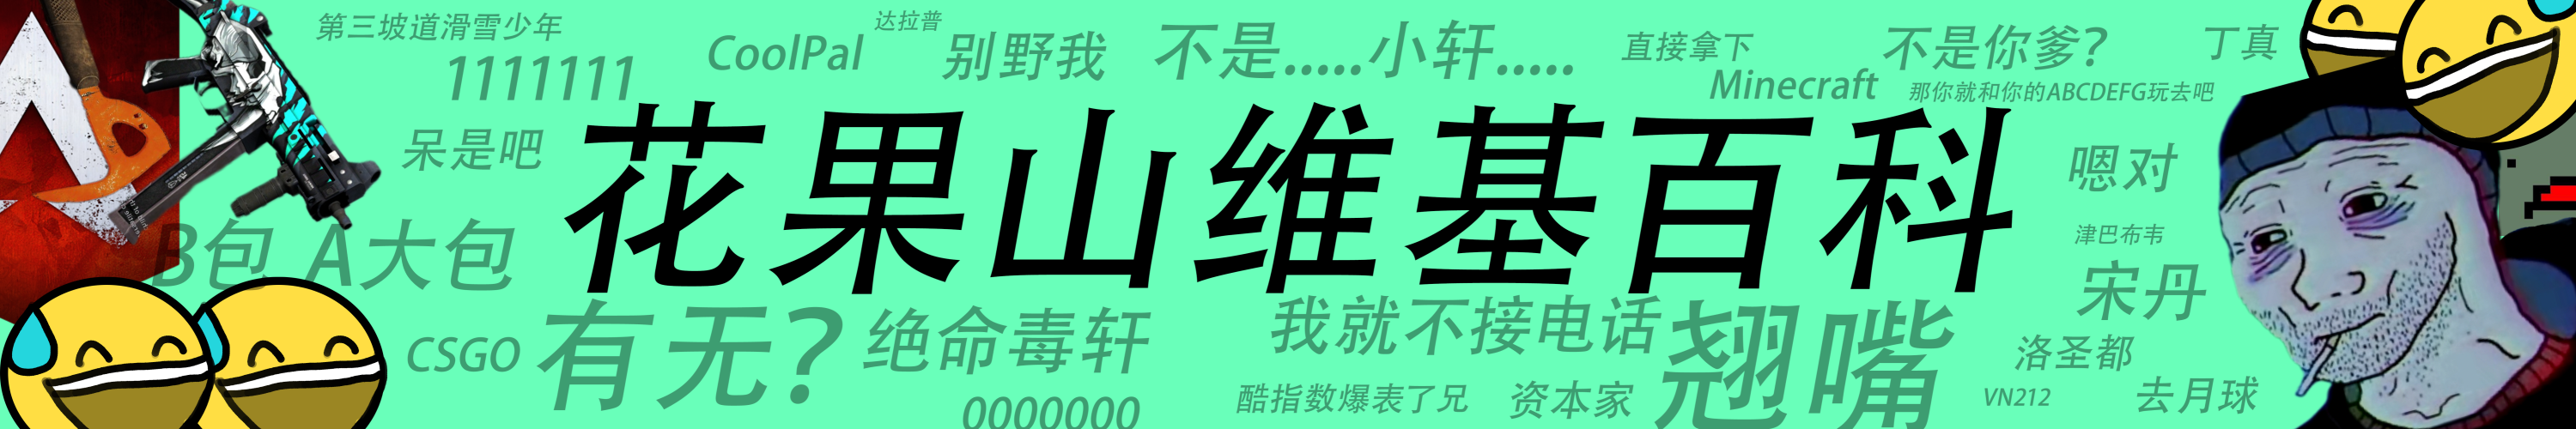 第三坡道滑雪少年
达拉普
1111111
CoolPal
别野我
不是.....小轩.....
直接拿下
Minecraft
不是你爹?
丁真
那你就和你的ABCDEFG玩去吧
呆是吧
花果山维基百科
嗯对
B包 A大包
津巴布韦
宋丹
CSGO
有无?
绝命毒轩
我就不接电话
翘嘴
洛圣都
0000000
酷指数爆表了兄
资本家
VN212
去月球